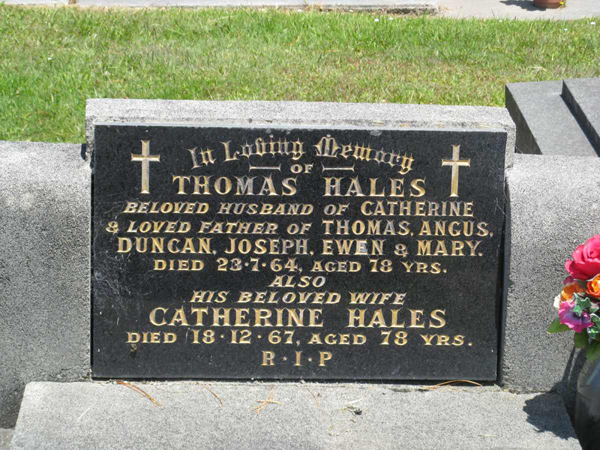 In Loving Memory
OF
THOMAS HALES
BELOVED HUSBAND OF CATHERINE
& LOVED FATHER OF THOMAS, ANGUS,
DUNCAN, JOSEPH, EWEN & MARY.
DIED 23·7·64, AGED 78 YRS.
ALSO
HIS BELOVED WIFE
CATHERINE HALES
DIED 18·12·67, AGED 78 YRS.
R·I·P